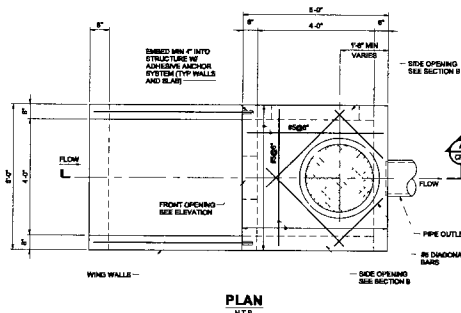 5'-0"
6"
6"
4'-0"
6"
1'-6" MIN
VARIES
EMBED MIN 4" INTO
STRUCTURE W/
ADHESIVE ANCHOR
SYSTEM (TYP WALLS
AND SLAB)
SIDE OPENING
SEE SECTION B
6"
#5@6"
#5@6"
4'-0"
FLOW
FLOW
FRONT OPENING
SEE ELEVATION
PIPE OUTLE
6"
#6 DIAGONA
BARS
WING WALLS
SIDE OPENING
SEE SECTION B
PLAN